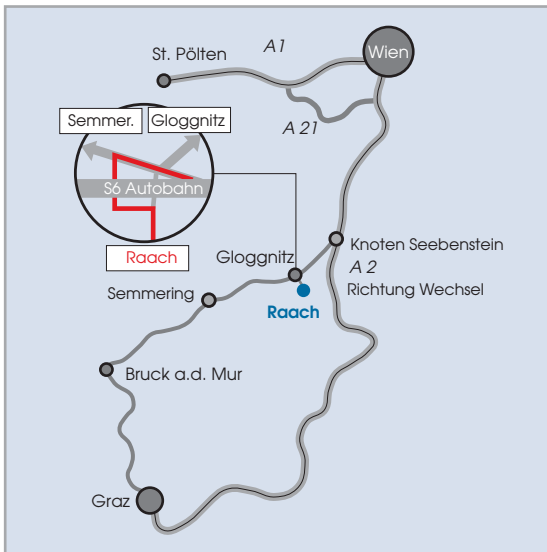 A 1
St. Pölten
Wien
Semmer.
Gloggnitz
A 21
S6 Autobahn
Raach
Gloggnitz
Knoten Seebenstein
A 2
Richtung Wechsel
Semmering
Raach
Bruck a.d. Mur
Graz